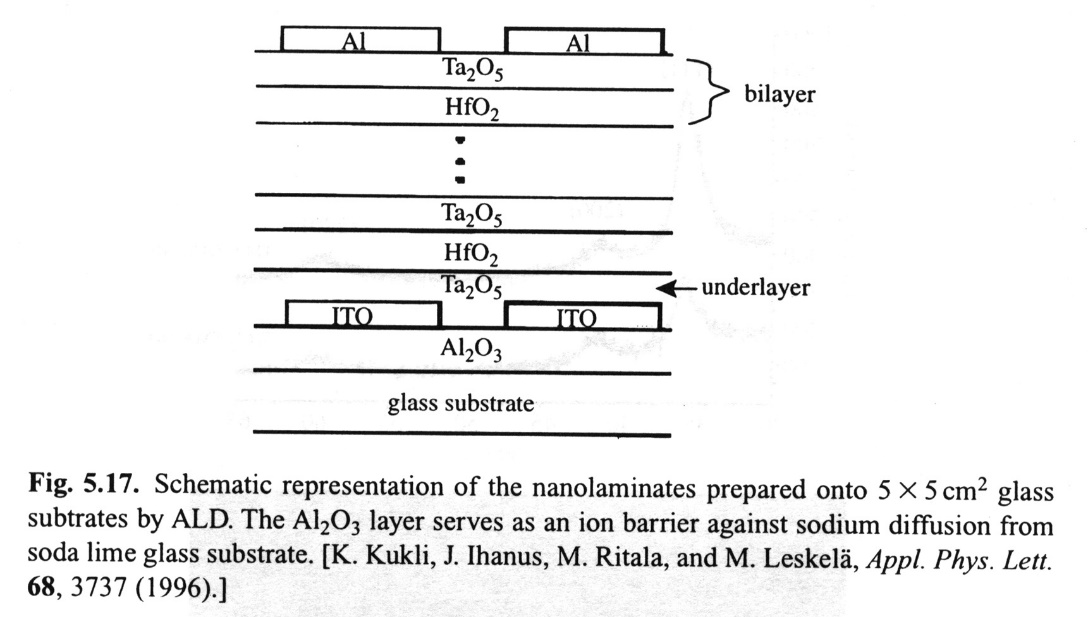 Al Al
Ta₂O₅
HfO₂
bilayer
Ta₂O₅
HfO₂
Ta₂O₅
underlayer
ITO ITO
Al₂O₃
glass substrate
Fig. 5.17. Schematic representation of the nanolaminates prepared onto 5 × 5 cm² glass
subtrates by ALD. The Al₂O₃ layer serves as an ion barrier against sodium diffusion from
soda lime glass substrate. [K. Kukli, J. Ihanus, M. Ritala, and M. Leskelä, Appl. Phys. Lett.
68, 3737 (1996).]